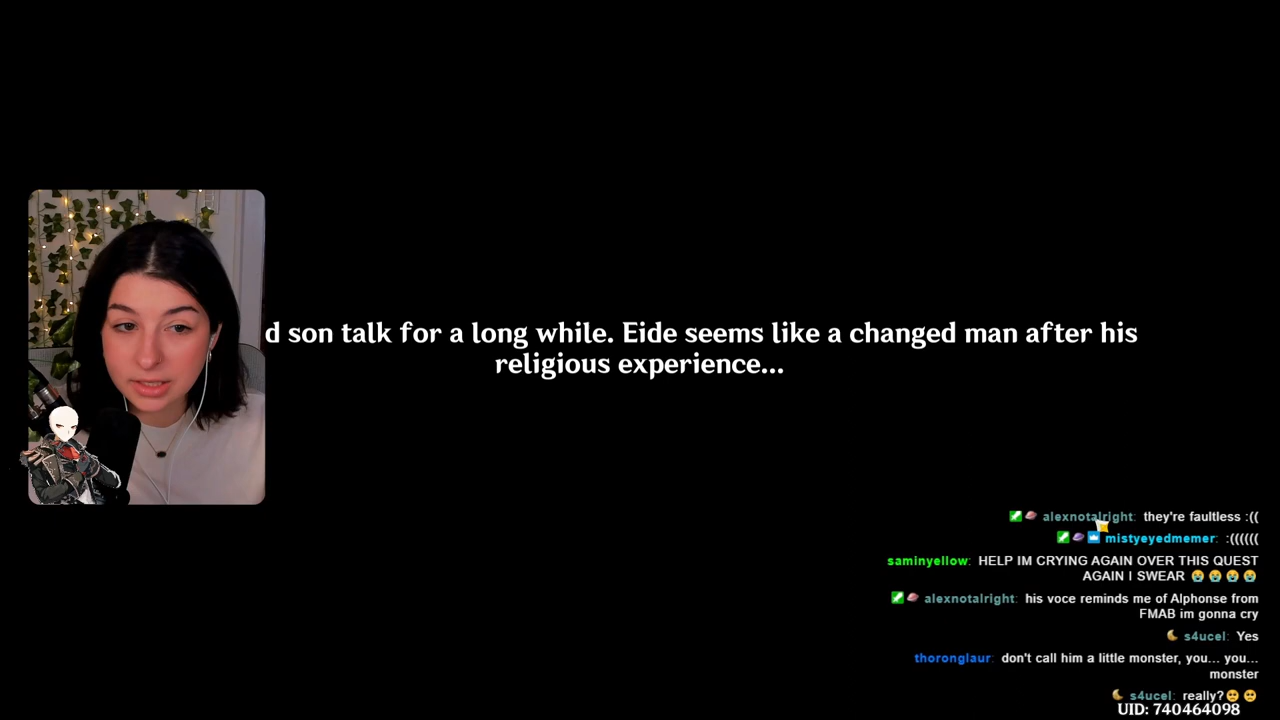 d son talk for a long while. Eide seems like a changed man after his
religious experience...
alexnotalright: they're faultless :((
mistyeyedmemer: :((((((
saminyellow: HELP IM CRYING AGAIN OVER THIS QUEST
AGAIN I SWEAR 😭 😭 😭 😭
alexnotalright: his voce reminds me of Alphonse from
FMAB im gonna cry
s4ucel: Yes
thoronglaur: don't call him a little monster, you... you...
monster
s4ucel: really?🥺 🥺
UID: 740464098